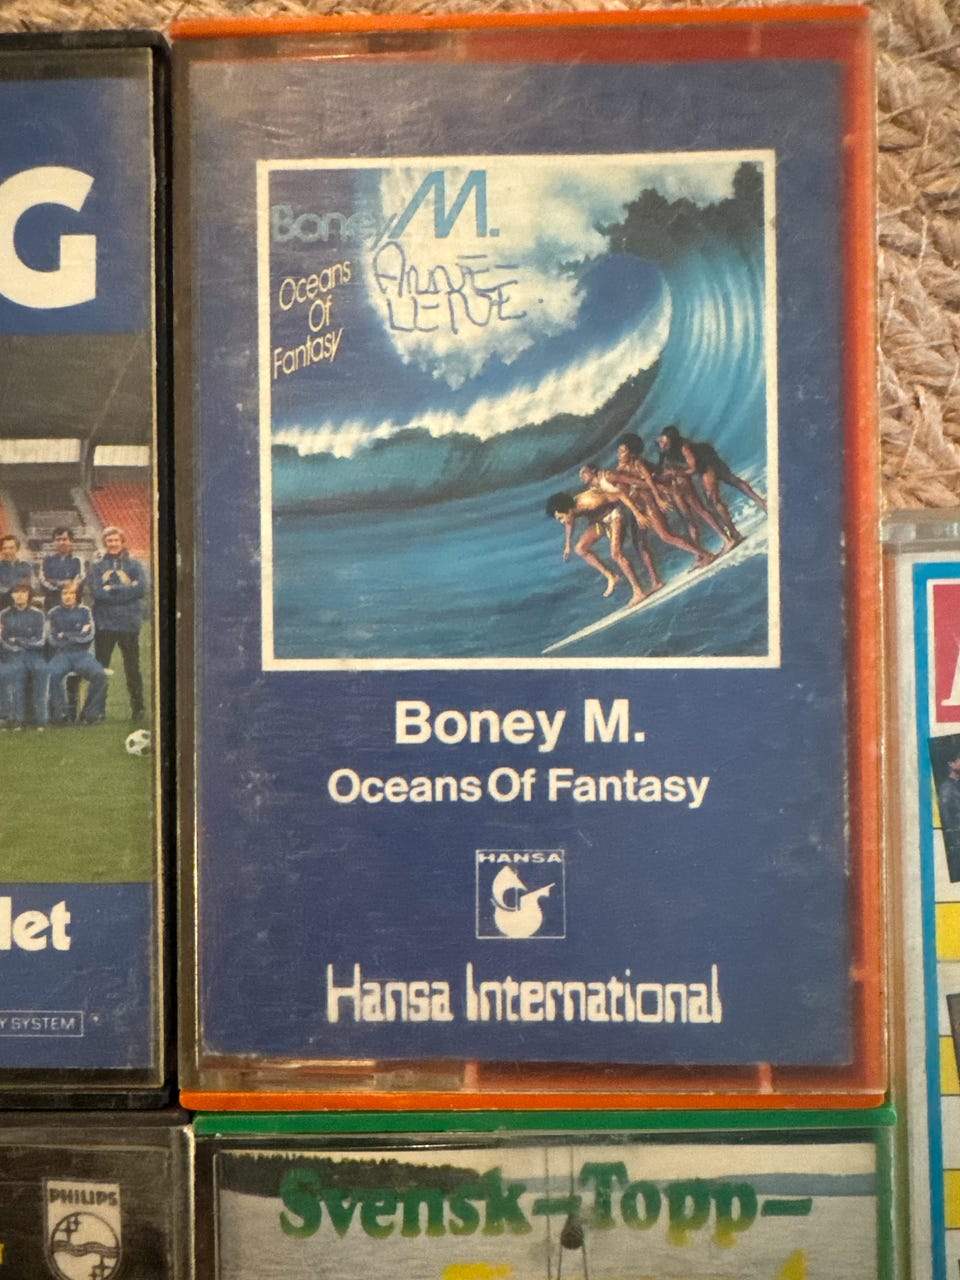 G
let
Y SYSTEM
PHILIPS
Boney M.
Oceans
Of
Fantasy
Boney M.
Oceans Of Fantasy
HANSA
Hansa International
Svensk-Topp-